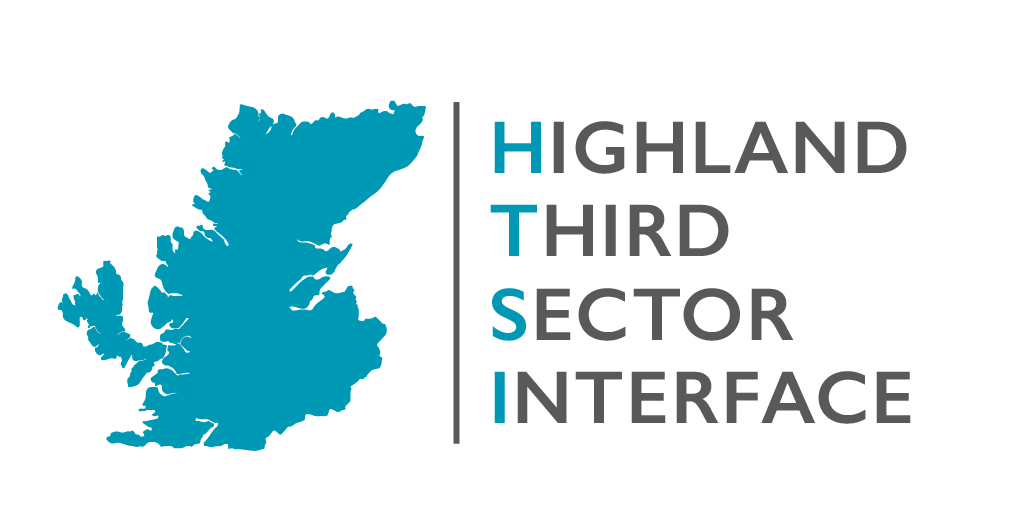 HIGHLAND
THIRD
SECTOR
INTERFACE